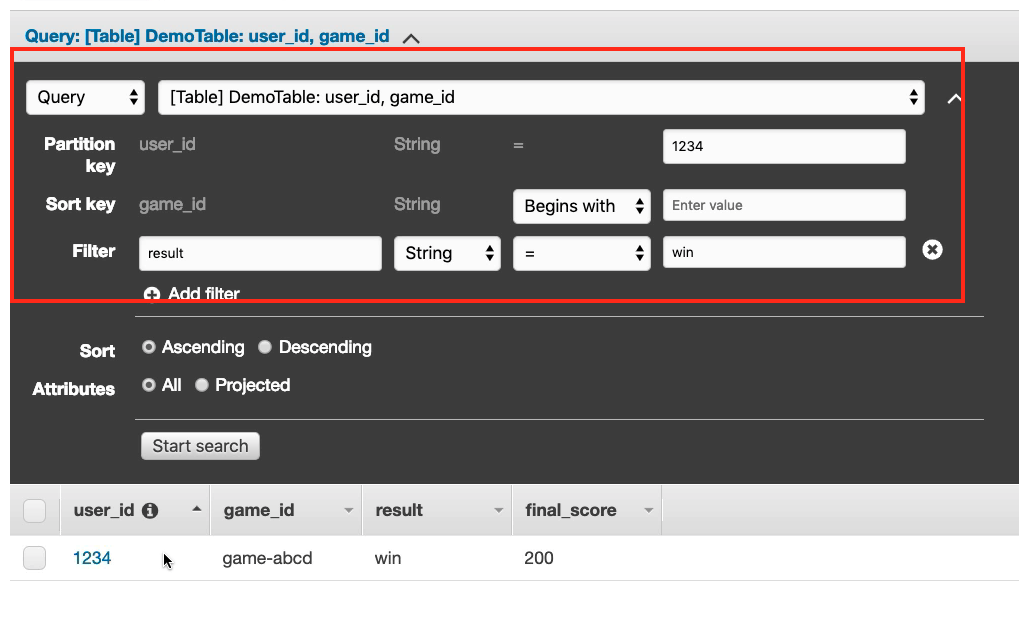 Query: [Table] DemoTable: user_id, game_id
Query [Table] DemoTable: user_id, game_id
Partition key user_id String = 1234
Sort key game_id String Begins with Enter value
Filter result String = win
Add filter
Sort Ascending Descending
Attributes All Projected
Start search
user_id game_id result final_score
1234 game-abcd win 200